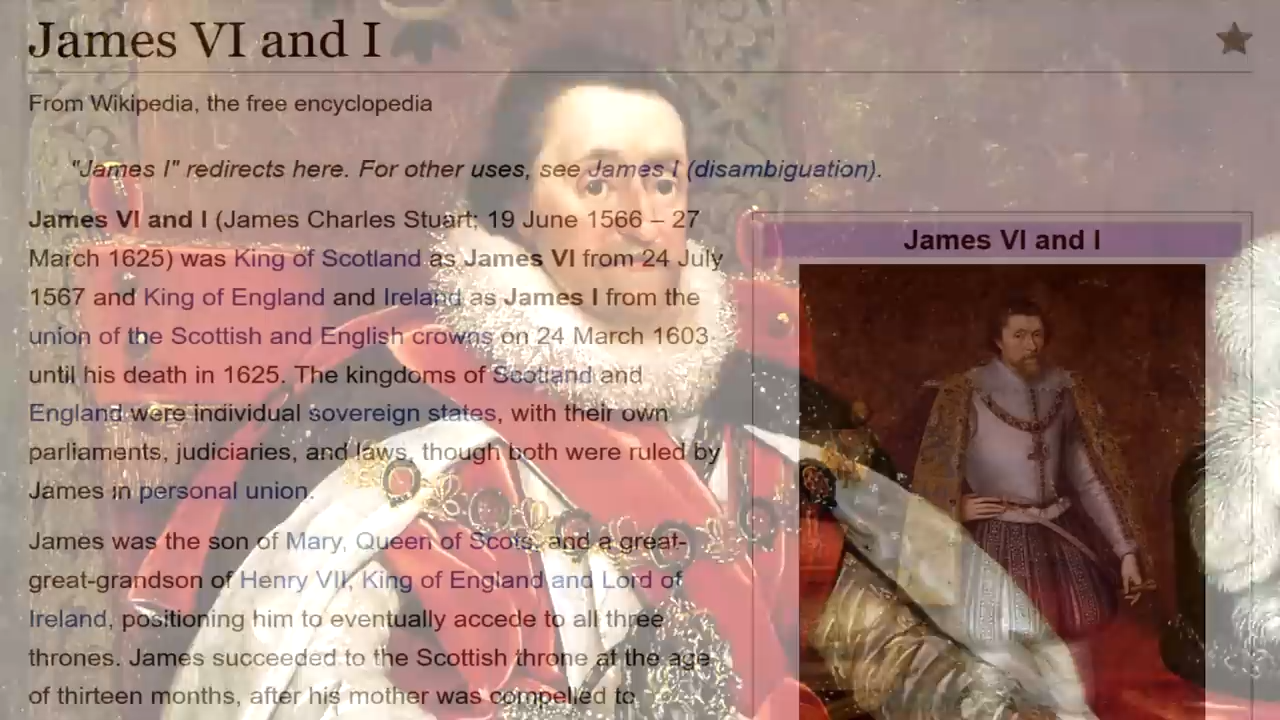 James VI and I
From Wikipedia, the free encyclopedia
"James I" redirects here. For other uses, see James I (disambiguation).
James VI and I (James Charles Stuart; 19 June 1566 – 27
March 1625) was King of Scotland as James VI from 24 July
1567 and King of England and Ireland as James I from the
union of the Scottish and English crowns on 24 March 1603
until his death in 1625. The kingdoms of Scotland and
England were individual sovereign states, with their own
parliaments, judiciaries, and laws, though both were ruled by
James in personal union.
James was the son of Mary, Queen of Scots, and a great-
great-grandson of Henry VII, King of England and Lord of
Ireland, positioning him to eventually accede to all three
thrones. James succeeded to the Scottish throne at the age
of thirteen months, after his mother was compelled to
James VI and I